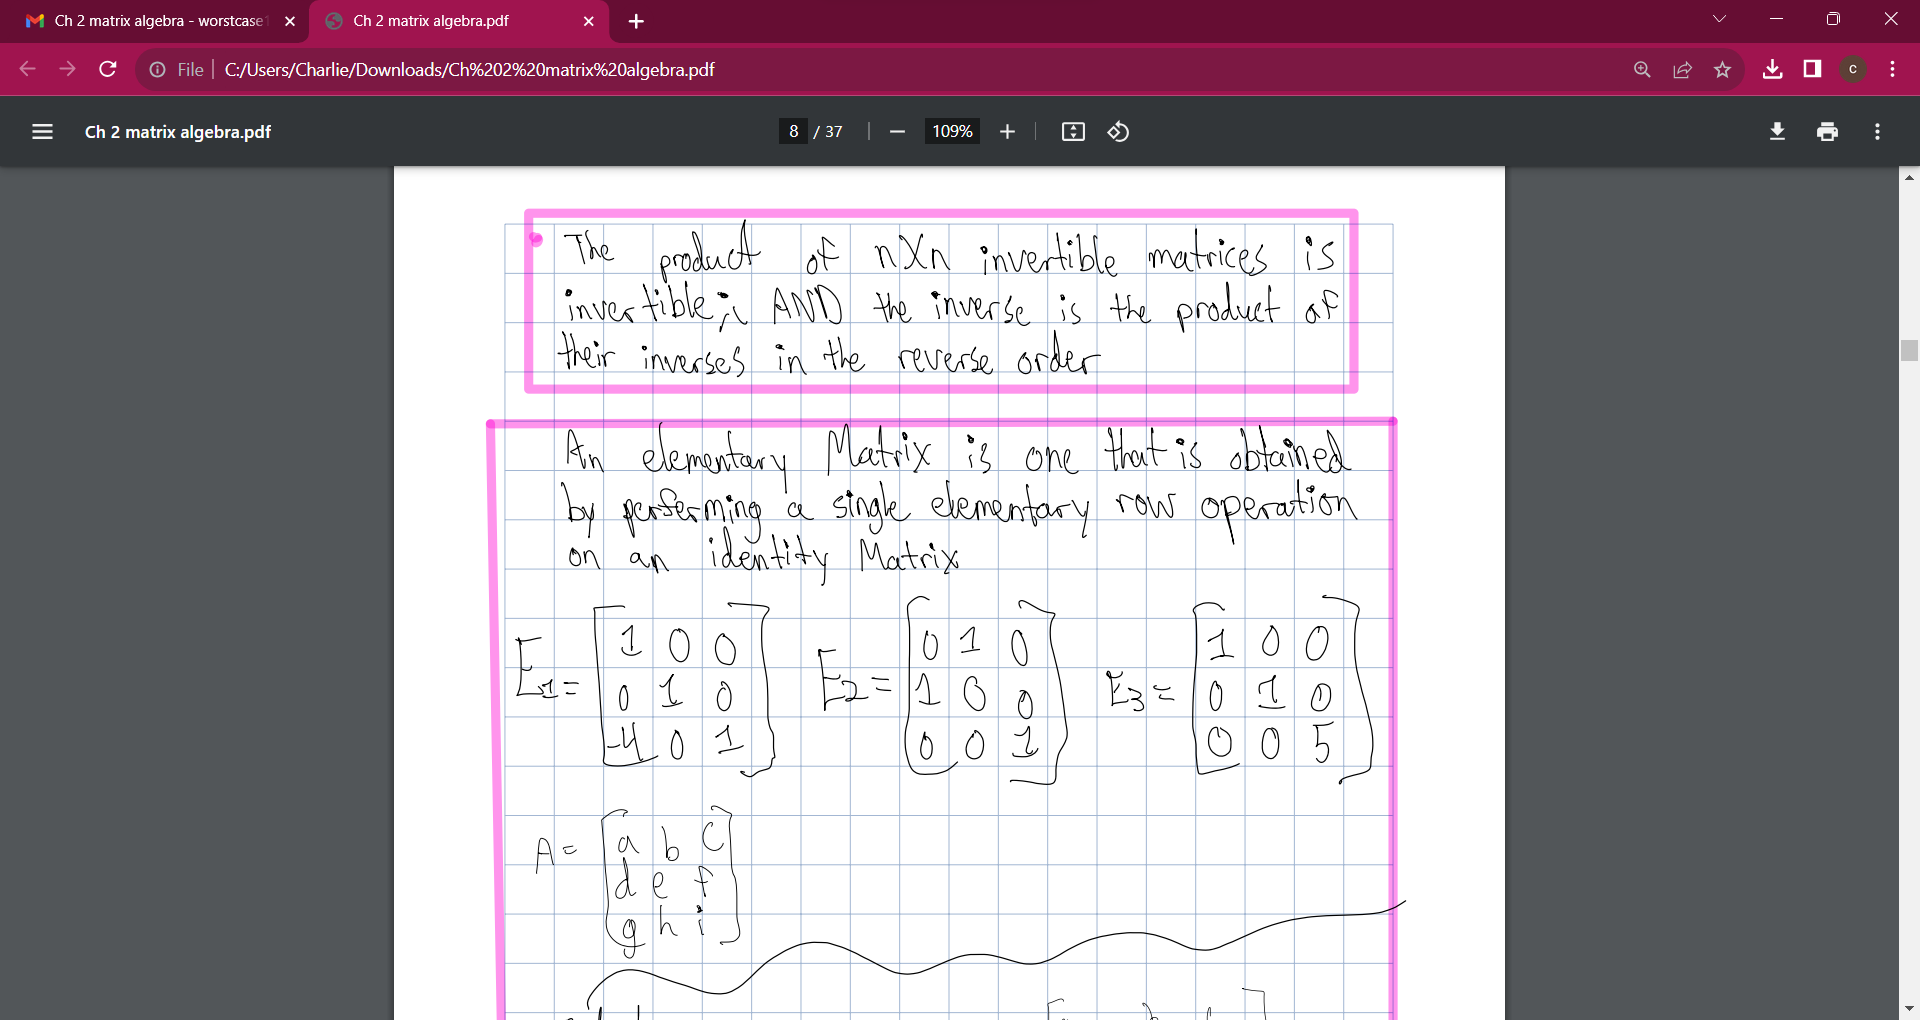 Ch 2 matrix algebra - worstcase
Ch 2 matrix algebra.pdf
File
C:/Users/Charlie/Downloads/Ch%202%20matrix%20algebra.pdf
c
Ch 2 matrix algebra.pdf
8 / 37
109%
The product of nXn invertible matrices is
invertible; AND the inverse is the product of
their inverses in the reverse order
An elementary Matrix is one that is obtained
by performing a single elementary row operation
on an identity Matrix
E1= [1 0 0 E2= [0 1 0 E3= [1 0 0
0 1 0 1 0 0 0 1 0
-4 0 1] 0 0 1] 0 0 5]
A= [a b c
d e f
g h i]